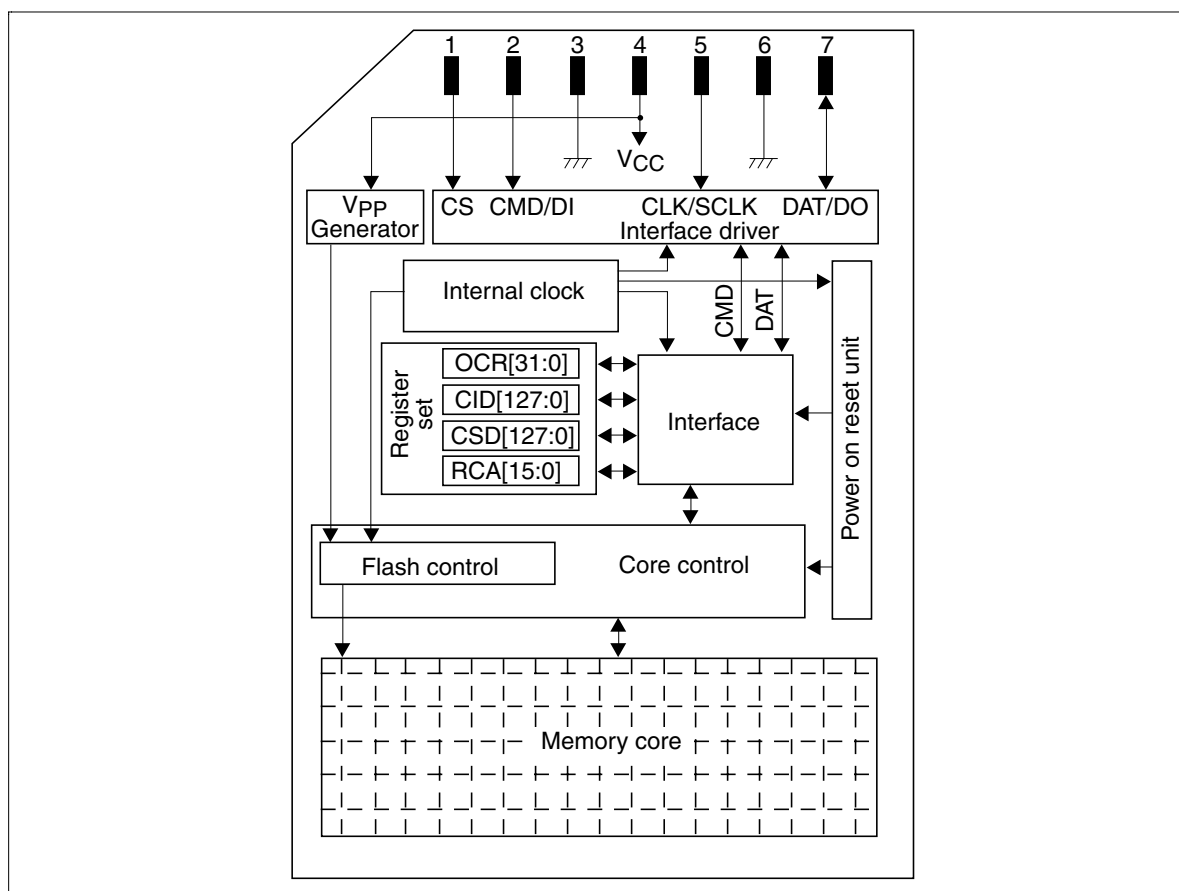 1 2 3 4 5 6 7
VCC
VPP
Generator
CS CMD/DI CLK/SCLK DAT/DO
Interface driver
Internal clock
CMD
DAT
Register
set
OCR[31:0]
CID[127:0]
CSD[127:0]
RCA[15:0]
Interface
Power on reset unit
Flash control
Core control
Memory core